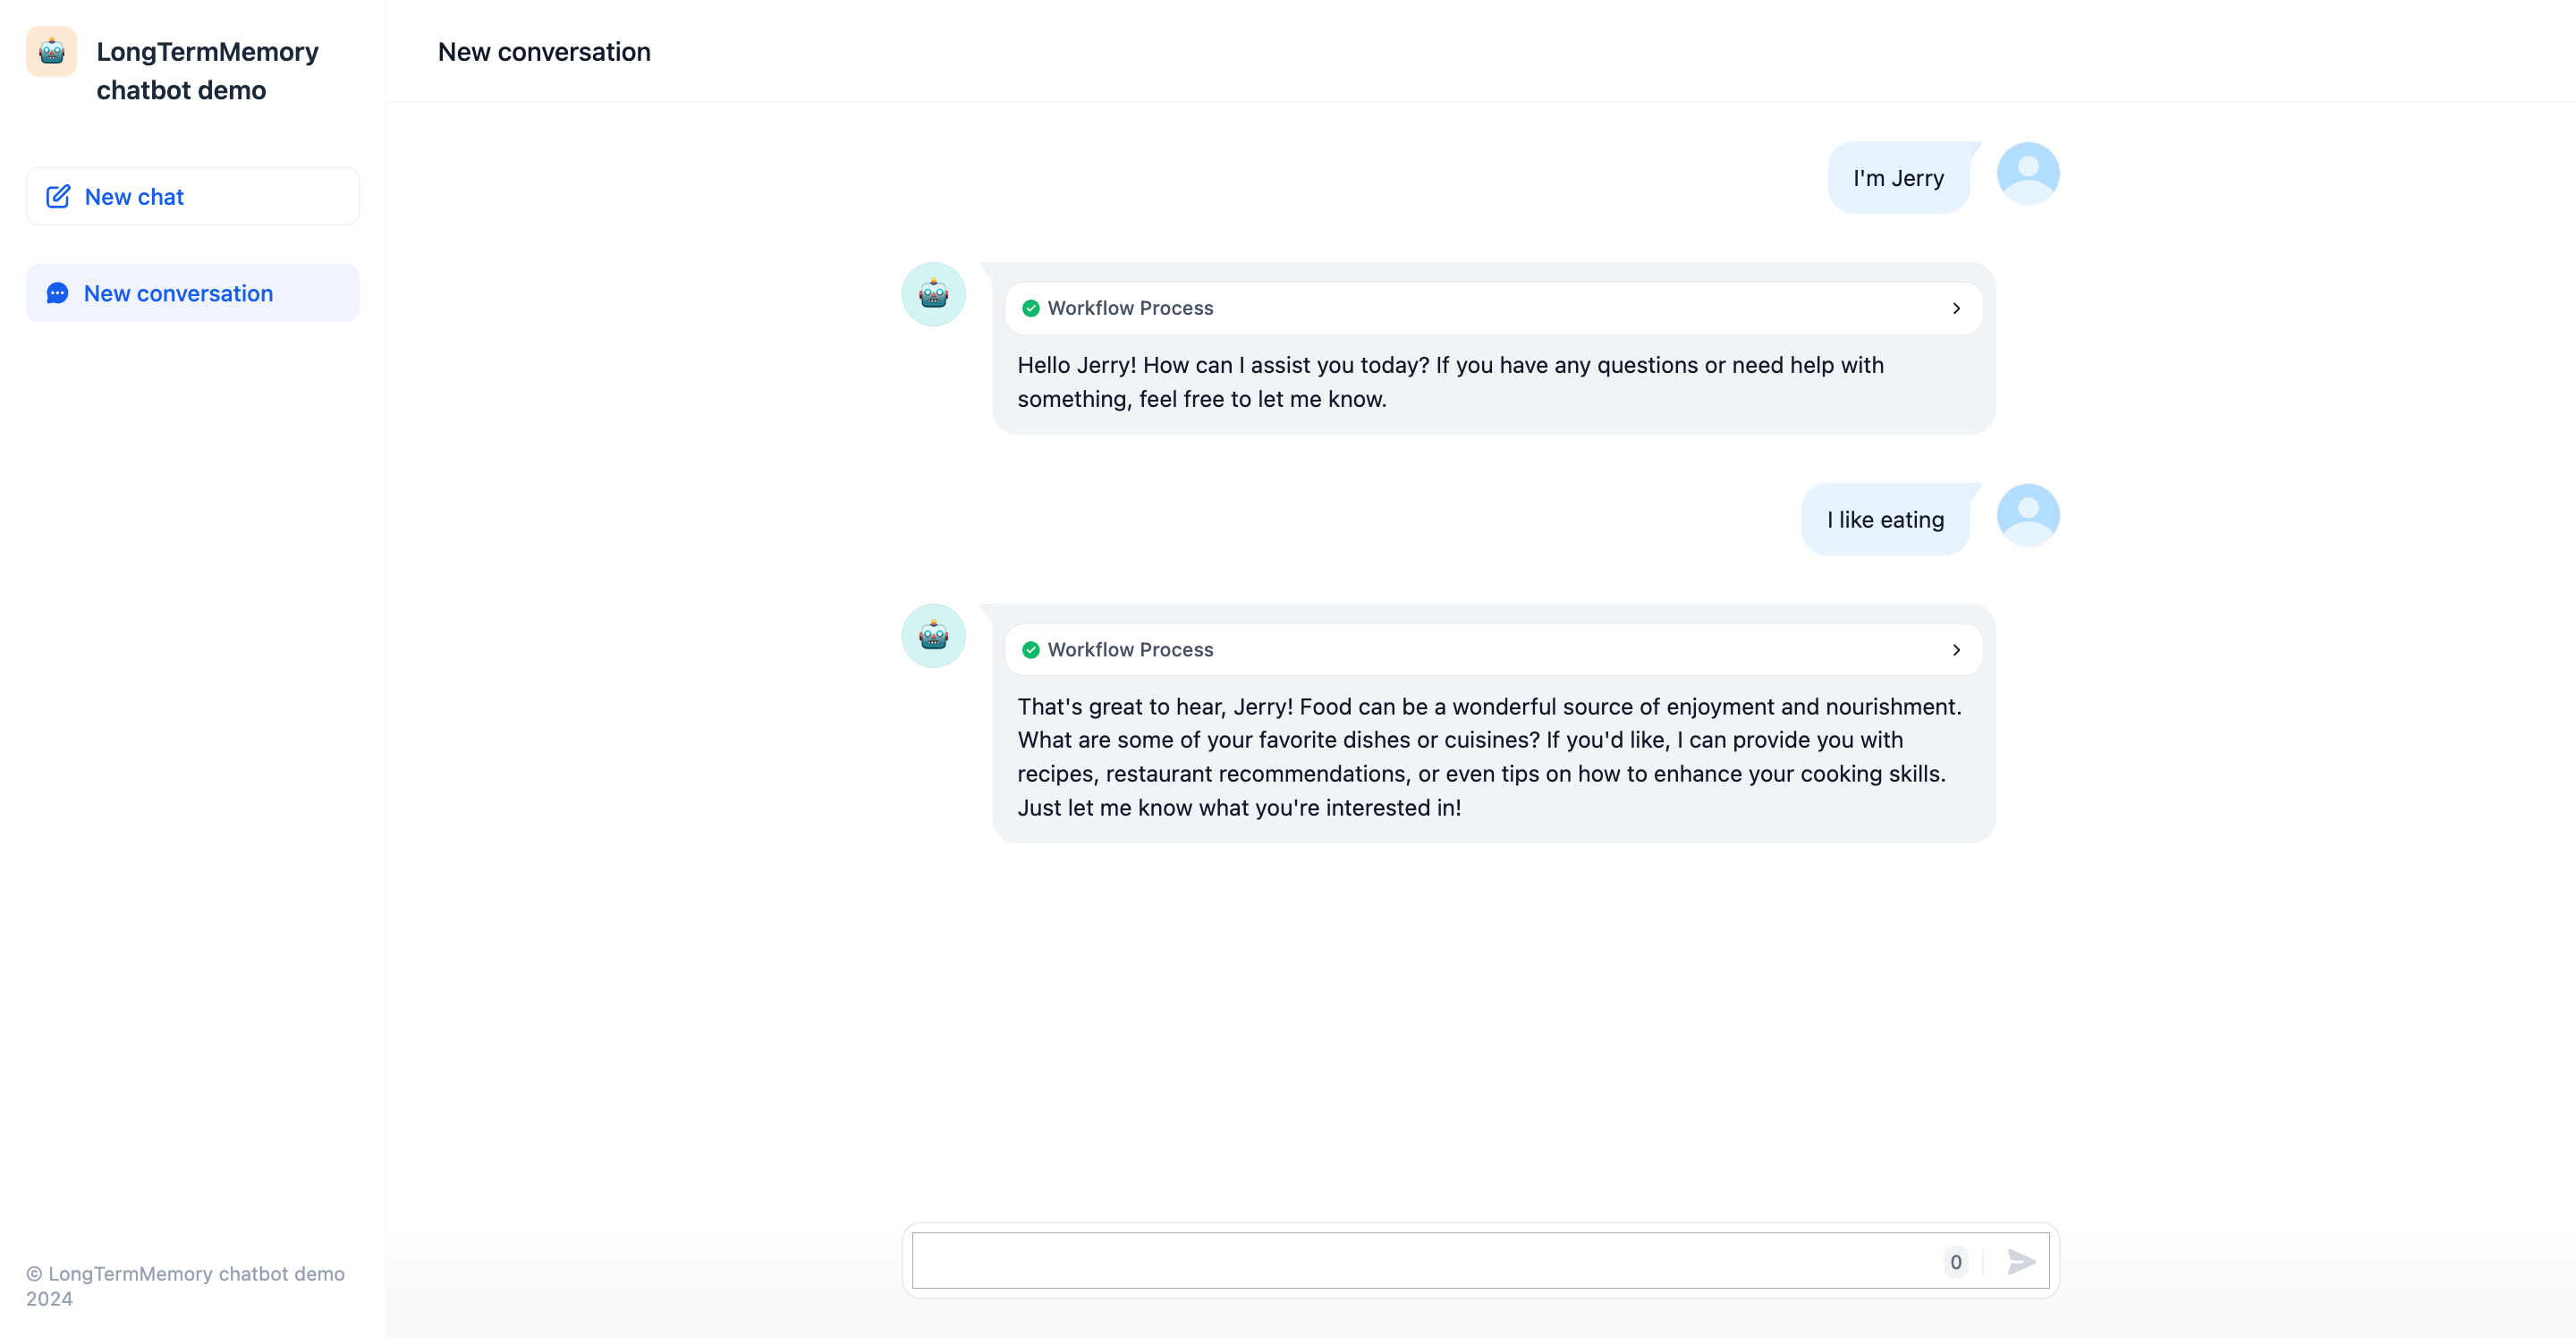 LongTermMemory
chatbot demo
New chat
New conversation
© LongTermMemory chatbot demo
2024
New conversation
I'm Jerry
Workflow Process
Hello Jerry! How can I assist you today? If you have any questions or need help with
something, feel free to let me know.
I like eating
Workflow Process
That's great to hear, Jerry! Food can be a wonderful source of enjoyment and nourishment.
What are some of your favorite dishes or cuisines? If you'd like, I can provide you with
recipes, restaurant recommendations, or even tips on how to enhance your cooking skills.
Just let me know what you're interested in!
0